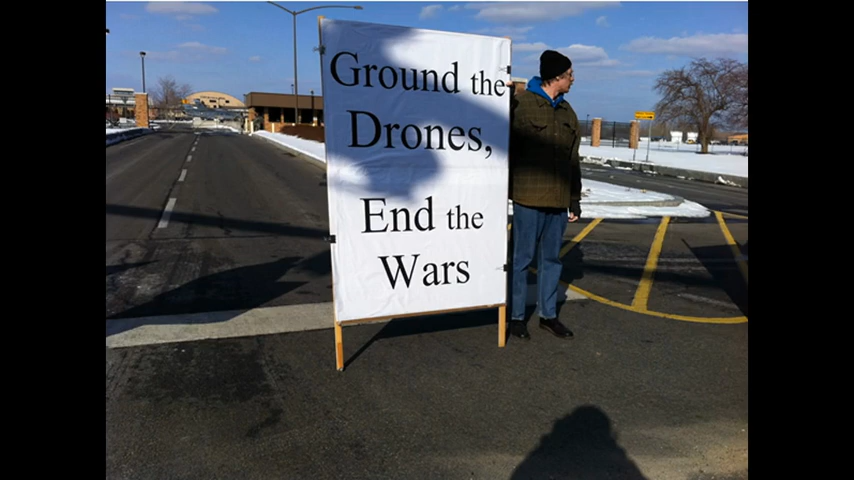 Ground the
Drones,
End the
Wars